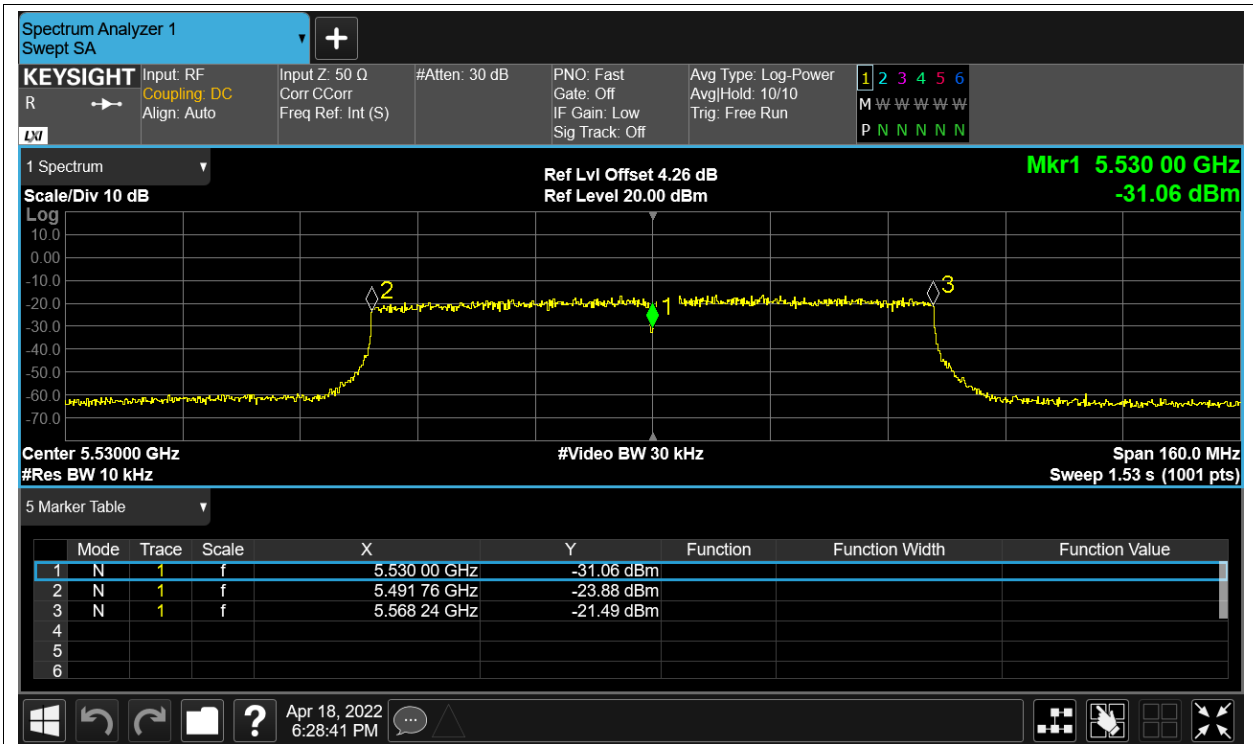 Spectrum Analyzer 1
Swept SA
KEYSIGHT Input: RF Input Z: 50 Ω #Atten: 30 dB PNO: Fast Avg Type: Log-Power 1 2 3 4 5 6
R Coupling: DC Corr CCorr Gate: Off Avg|Hold: 10/10 M W W W W W W
Align: Auto Freq Ref: Int (S) IF Gain: Low Trig: Free Run
LXI Sig Track: Off P N N N N N N
1 Spectrum Ref Lvl Offset 4.26 dB Mkr1 5.530 00 GHz
Scale/Div 10 dB Ref Level 20.00 dBm -31.06 dBm
Log
10.0
0.00
-10.0
2 3
-20.0
1
-30.0
-40.0
-50.0
-60.0
-70.0
Center 5.53000 GHz #Video BW 30 kHz Span 160.0 MHz
#Res BW 10 kHz Sweep 1.53 s (1001 pts)
5 Marker Table
Mode Trace Scale X Y Function Function Width Function Value
1 N 1 f 5.530 00 GHz -31.06 dBm
2 N 1 f 5.491 76 GHz -23.88 dBm
3 N 1 f 5.568 24 GHz -21.49 dBm
4
5
6
? Apr 18, 2022
6:28:41 PM